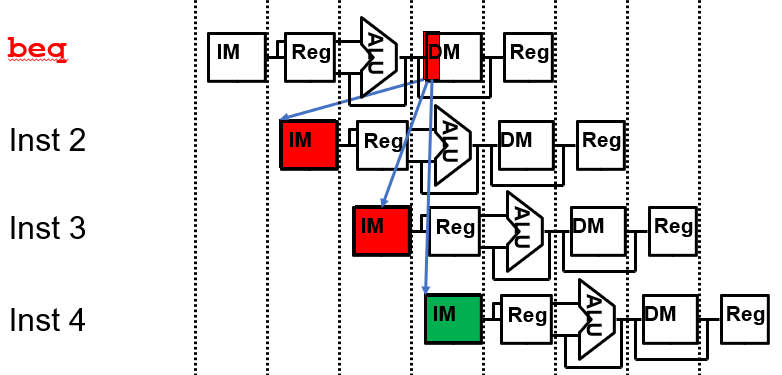 beq IM Reg ALU DM Reg
Inst 2 IM Reg ALU DM Reg
Inst 3 IM Reg ALU DM Reg
Inst 4 IM Reg ALU DM Reg